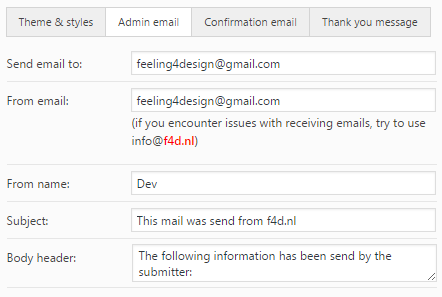 Theme & styles Admin email Confirmation email Thank you message
Send email to: feeling4design@gmail.com
From email: feeling4design@gmail.com
(if you encounter issues with receiving emails, try to use
info@f4d.nl)
From name: Dev
Subject: This mail was send from f4d.nl
Body header: The following information has been send by the
submitter: